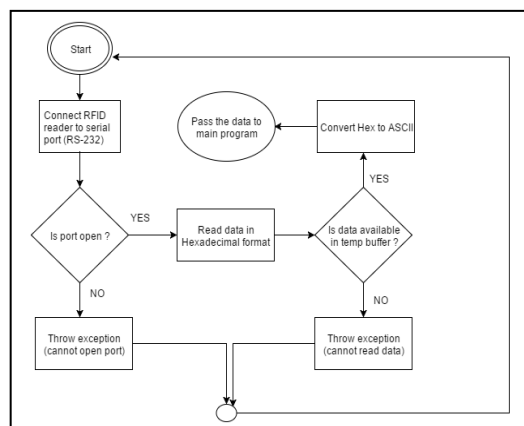 Start
Connect RFID
reader to serial
port (RS-232)
Pass the data to
main program
Convert Hex to ASCII
YES
Is port open ?
YES
Read data in
Hexadecimal format
Is data available
in temp buffer ?
NO
NO
Throw exception
(cannot open port)
Throw exception
(cannot read data)